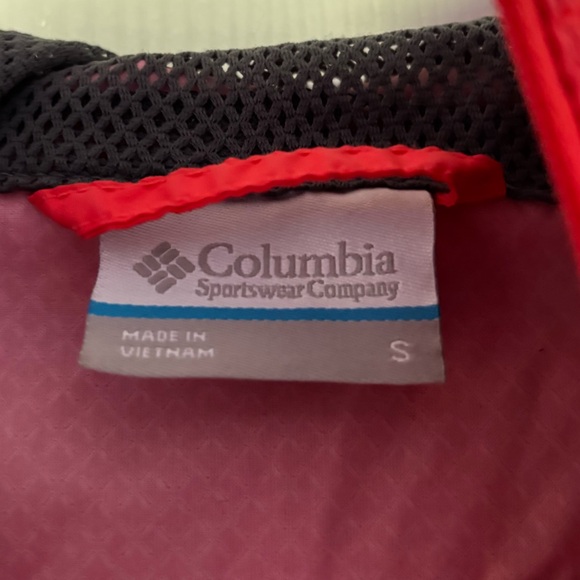 Columbia
Sportswear Company
MADE IN
VIETNAM
S